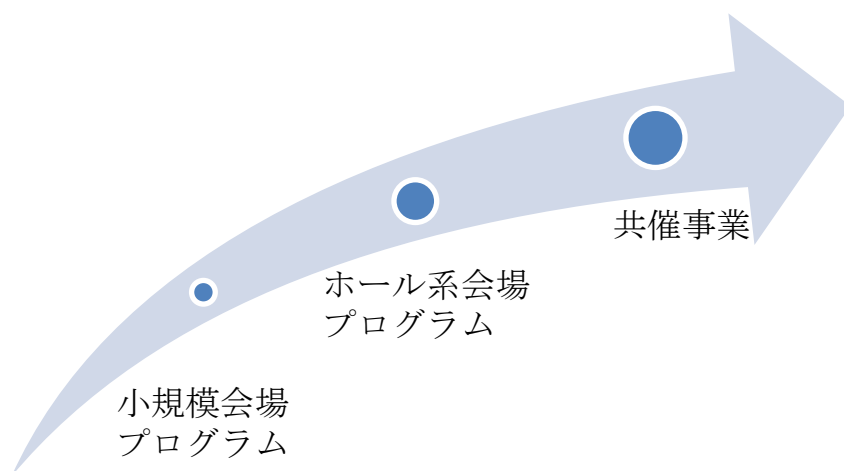 共催事業
ホール系会場
プログラム
小規模会場
プログラム